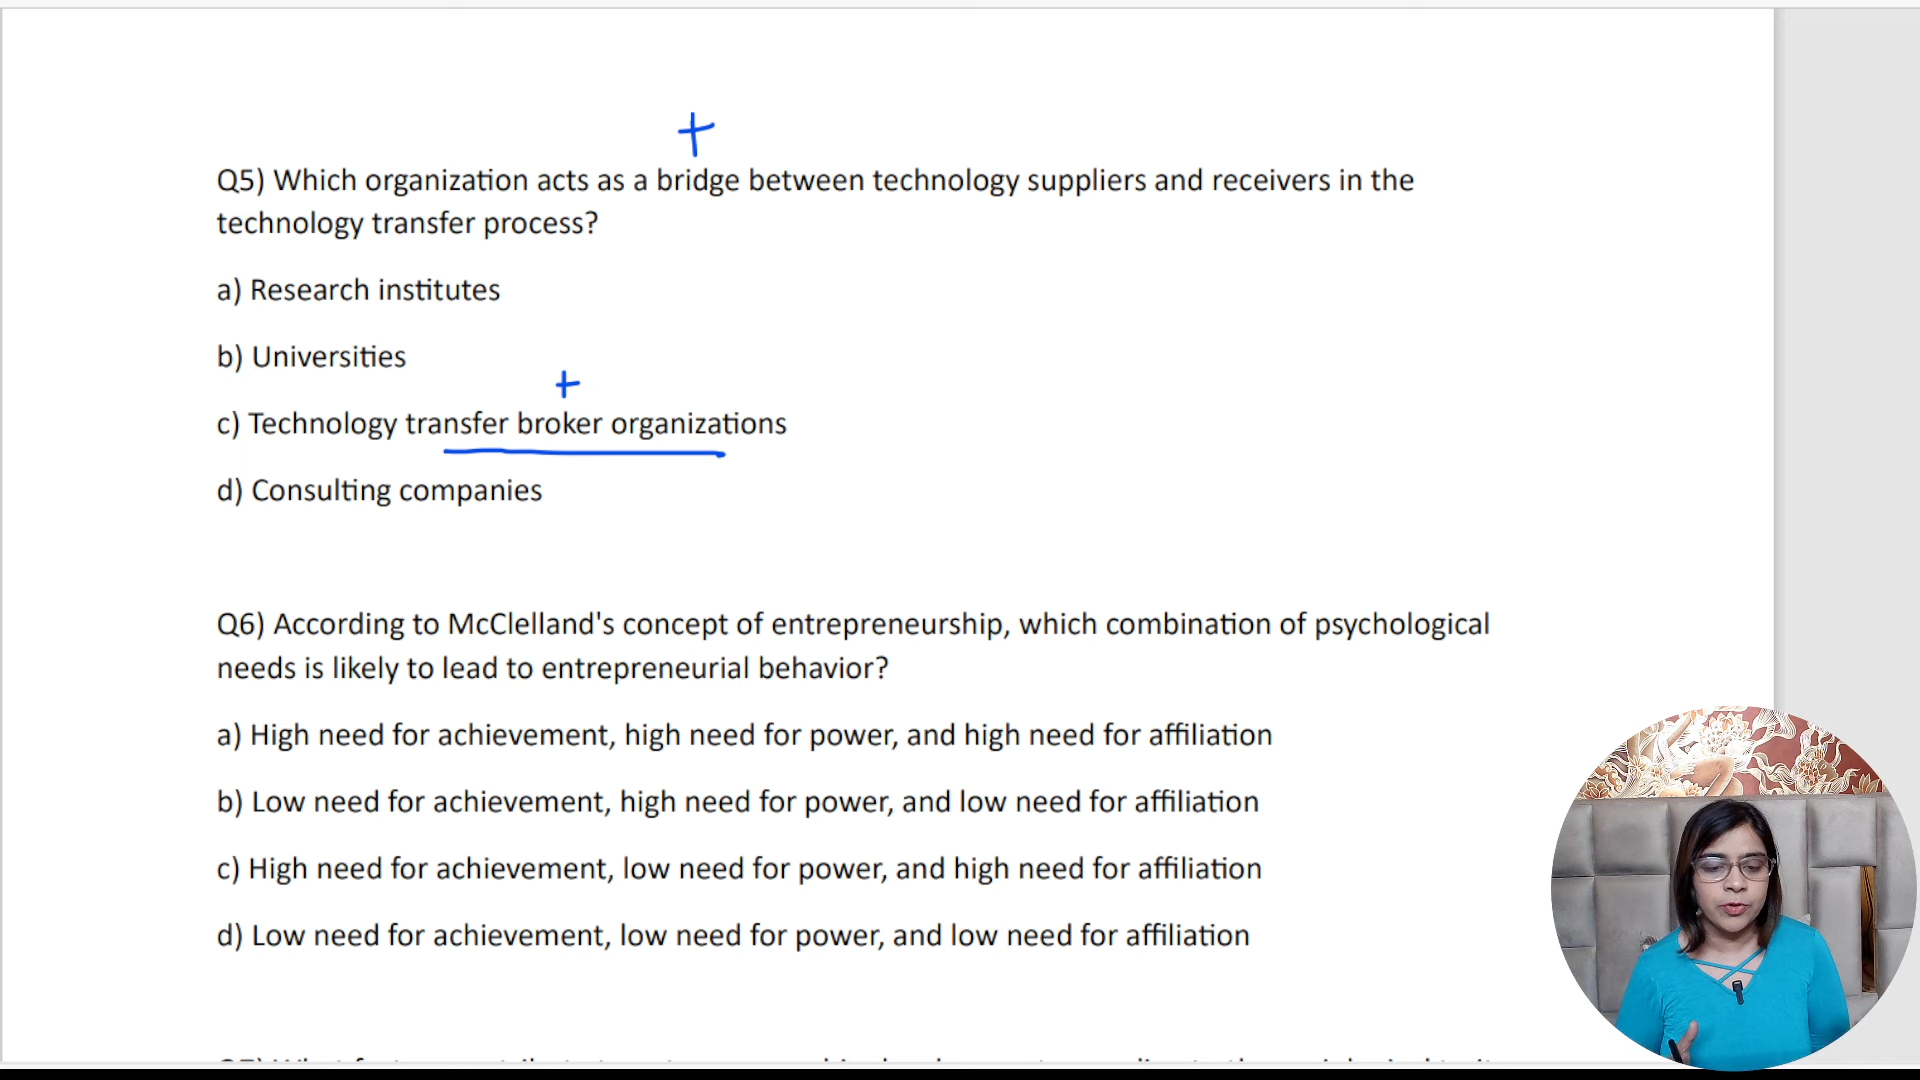 Q5) Which organization acts as a bridge between technology suppliers and receivers in the
technology transfer process?
a) Research institutes
b) Universities
c) Technology transfer broker organizations
d) Consulting companies
Q6) According to McClelland's concept of entrepreneurship, which combination of psychological
needs is likely to lead to entrepreneurial behavior?
a) High need for achievement, high need for power, and high need for affiliation
b) Low need for achievement, high need for power, and low need for affiliation
c) High need for achievement, low need for power, and high need for affiliation
d) Low need for achievement, low need for power, and low need for affiliation